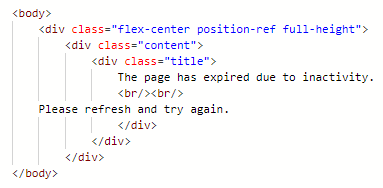 <body>
<div class="flex-center position-ref full-height">
<div class="content">
<div class="title">
The page has expired due to inactivity.
<br/><br/>
Please refresh and try again.
</div>
</div>
</div>
</body>